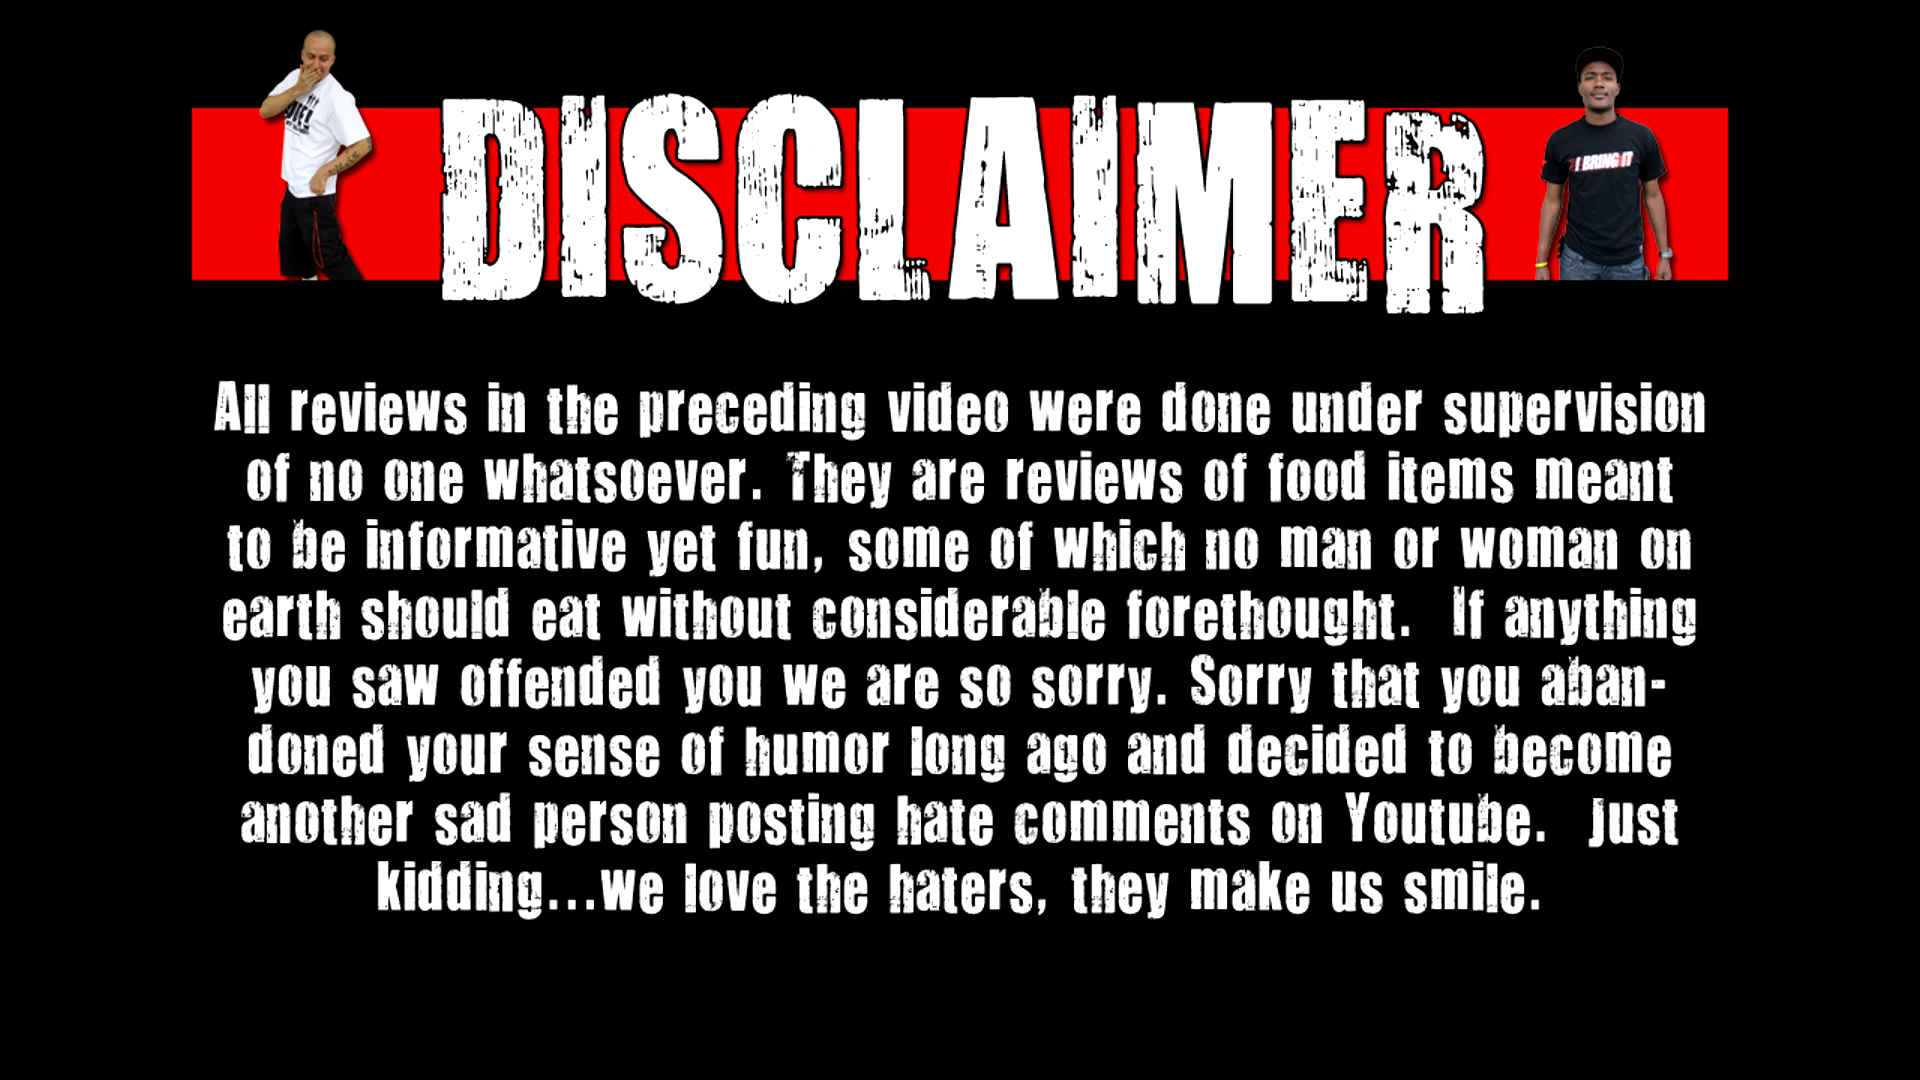 DIET
DISCLAIMER
I BRING IT
All reviews in the preceding video were done under supervision
of no one whatsoever. They are reviews of food items meant
to be informative yet fun, some of which no man or woman on
earth should eat without considerable forethought. If anything
you saw offended you we are so sorry. Sorry that you aban-
doned your sense of humor long ago and decided to become
another sad person posting hate comments on Youtube. Just
kidding...we love the haters, they make us smile.